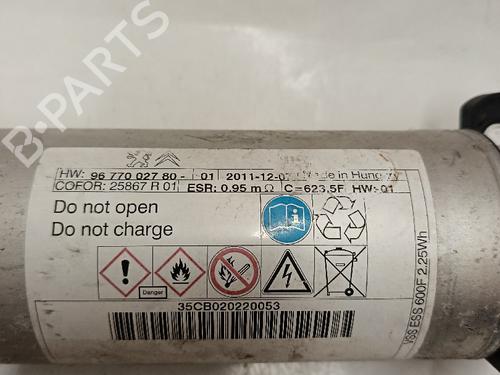 B-PARTS
HW: 96 770 027 80 - 01 2011-12-07 Made in Hungary
COFOR: 25867 R 01 ESR: 0.95 mΩ C=623,5F HW: 01
Do not open
Do not charge
Danger
35CB020220053
VSS ESS 600F 2.25Wh